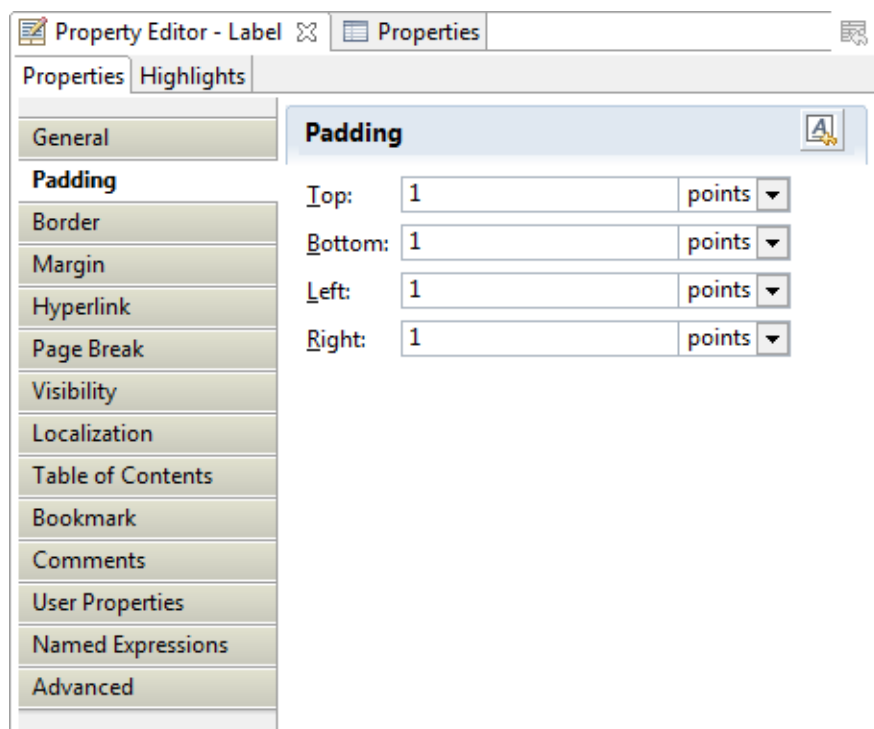 Property Editor - Label Properties
Properties Highlights
General
Padding
Border
Margin
Hyperlink
Page Break
Visibility
Localization
Table of Contents
Bookmark
Comments
User Properties
Named Expressions
Advanced
Padding
Top: 1 points
Bottom: 1 points
Left: 1 points
Right: 1 points